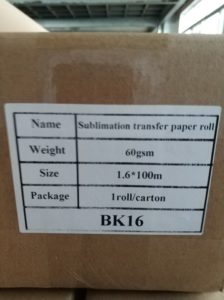 Name Sublimation transfer paper roll
Weight 60gsm
Size 1.6*100m
Package 1roll/carton
BK16